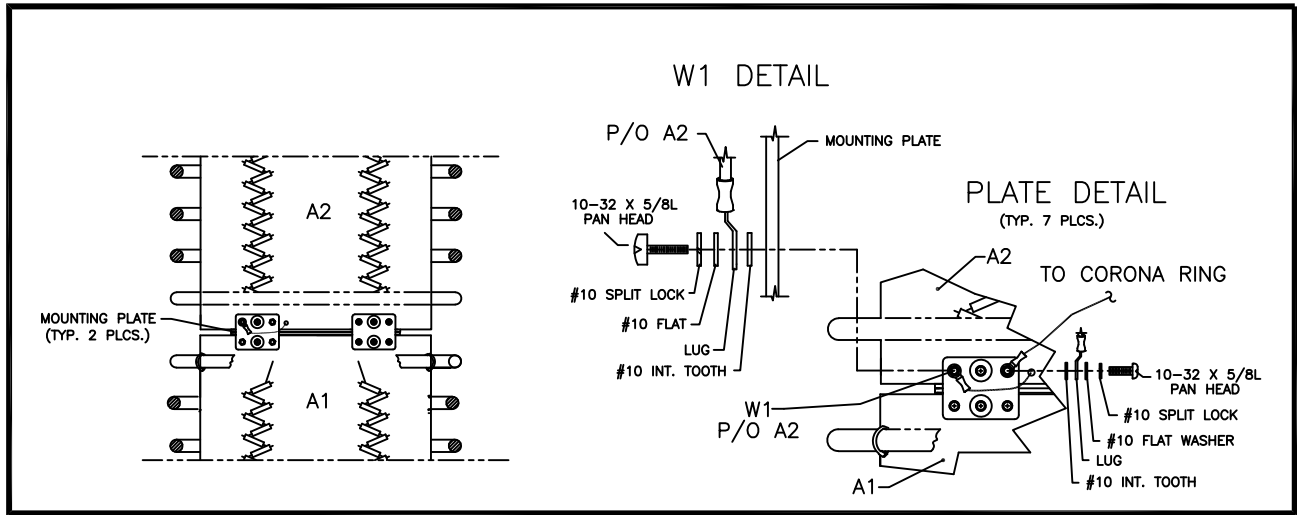 W1 DETAIL
P/O A2
MOUNTING PLATE
10-32 X 5/8L
PAN HEAD
#10 SPLIT LOCK
#10 FLAT
LUG
#10 INT. TOOTH
A2
MOUNTING PLATE
(TYP. 2 PLCS.)
A1
PLATE DETAIL
(TYP. 7 PLCS.)
A2
TO CORONA RING
W1
P/O A2
A1
10-32 X 5/8L
PAN HEAD
#10 SPLIT LOCK
#10 FLAT WASHER
LUG
#10 INT. TOOTH